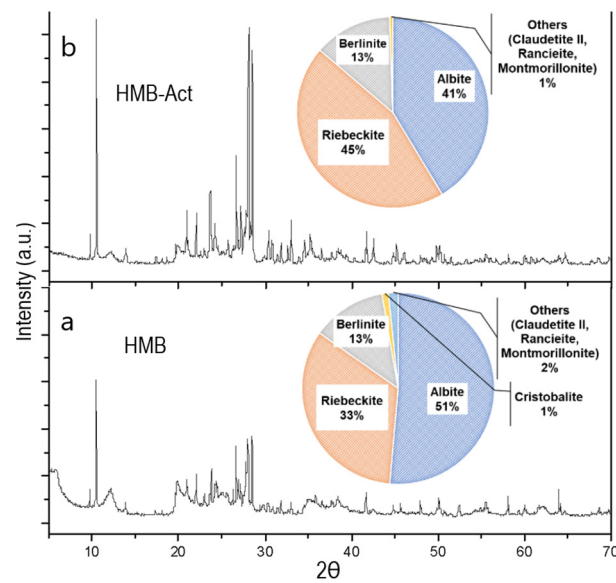 b
HMB-Act
Berlinite
13%
Albite
41%
Riebeckite
45%
Others
(Claudetite II,
Rancieite,
Montmorillonite)
1%
Intensity (a.u.)
a
HMB
Berlinite
13%
Albite
51%
Riebeckite
33%
Others
(Claudetite II,
Rancieite,
Montmorillonite)
2%
Cristobalite
1%
10 20 30 40 50 60 70
2θ